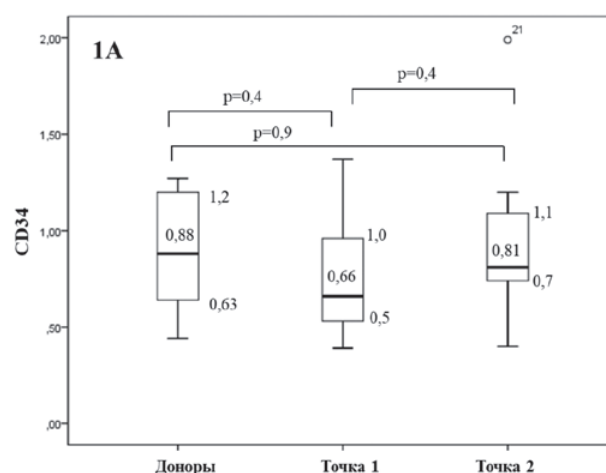 2,00
21
1A
p=0,4
p=0,4
1,50
p=0,9
1,2
1,0
1,1
1,00
CD34
0,88
0,66
0,81
0,63
0,5
0,7
,50
,00
Доноры
Точка 1
Точка 2